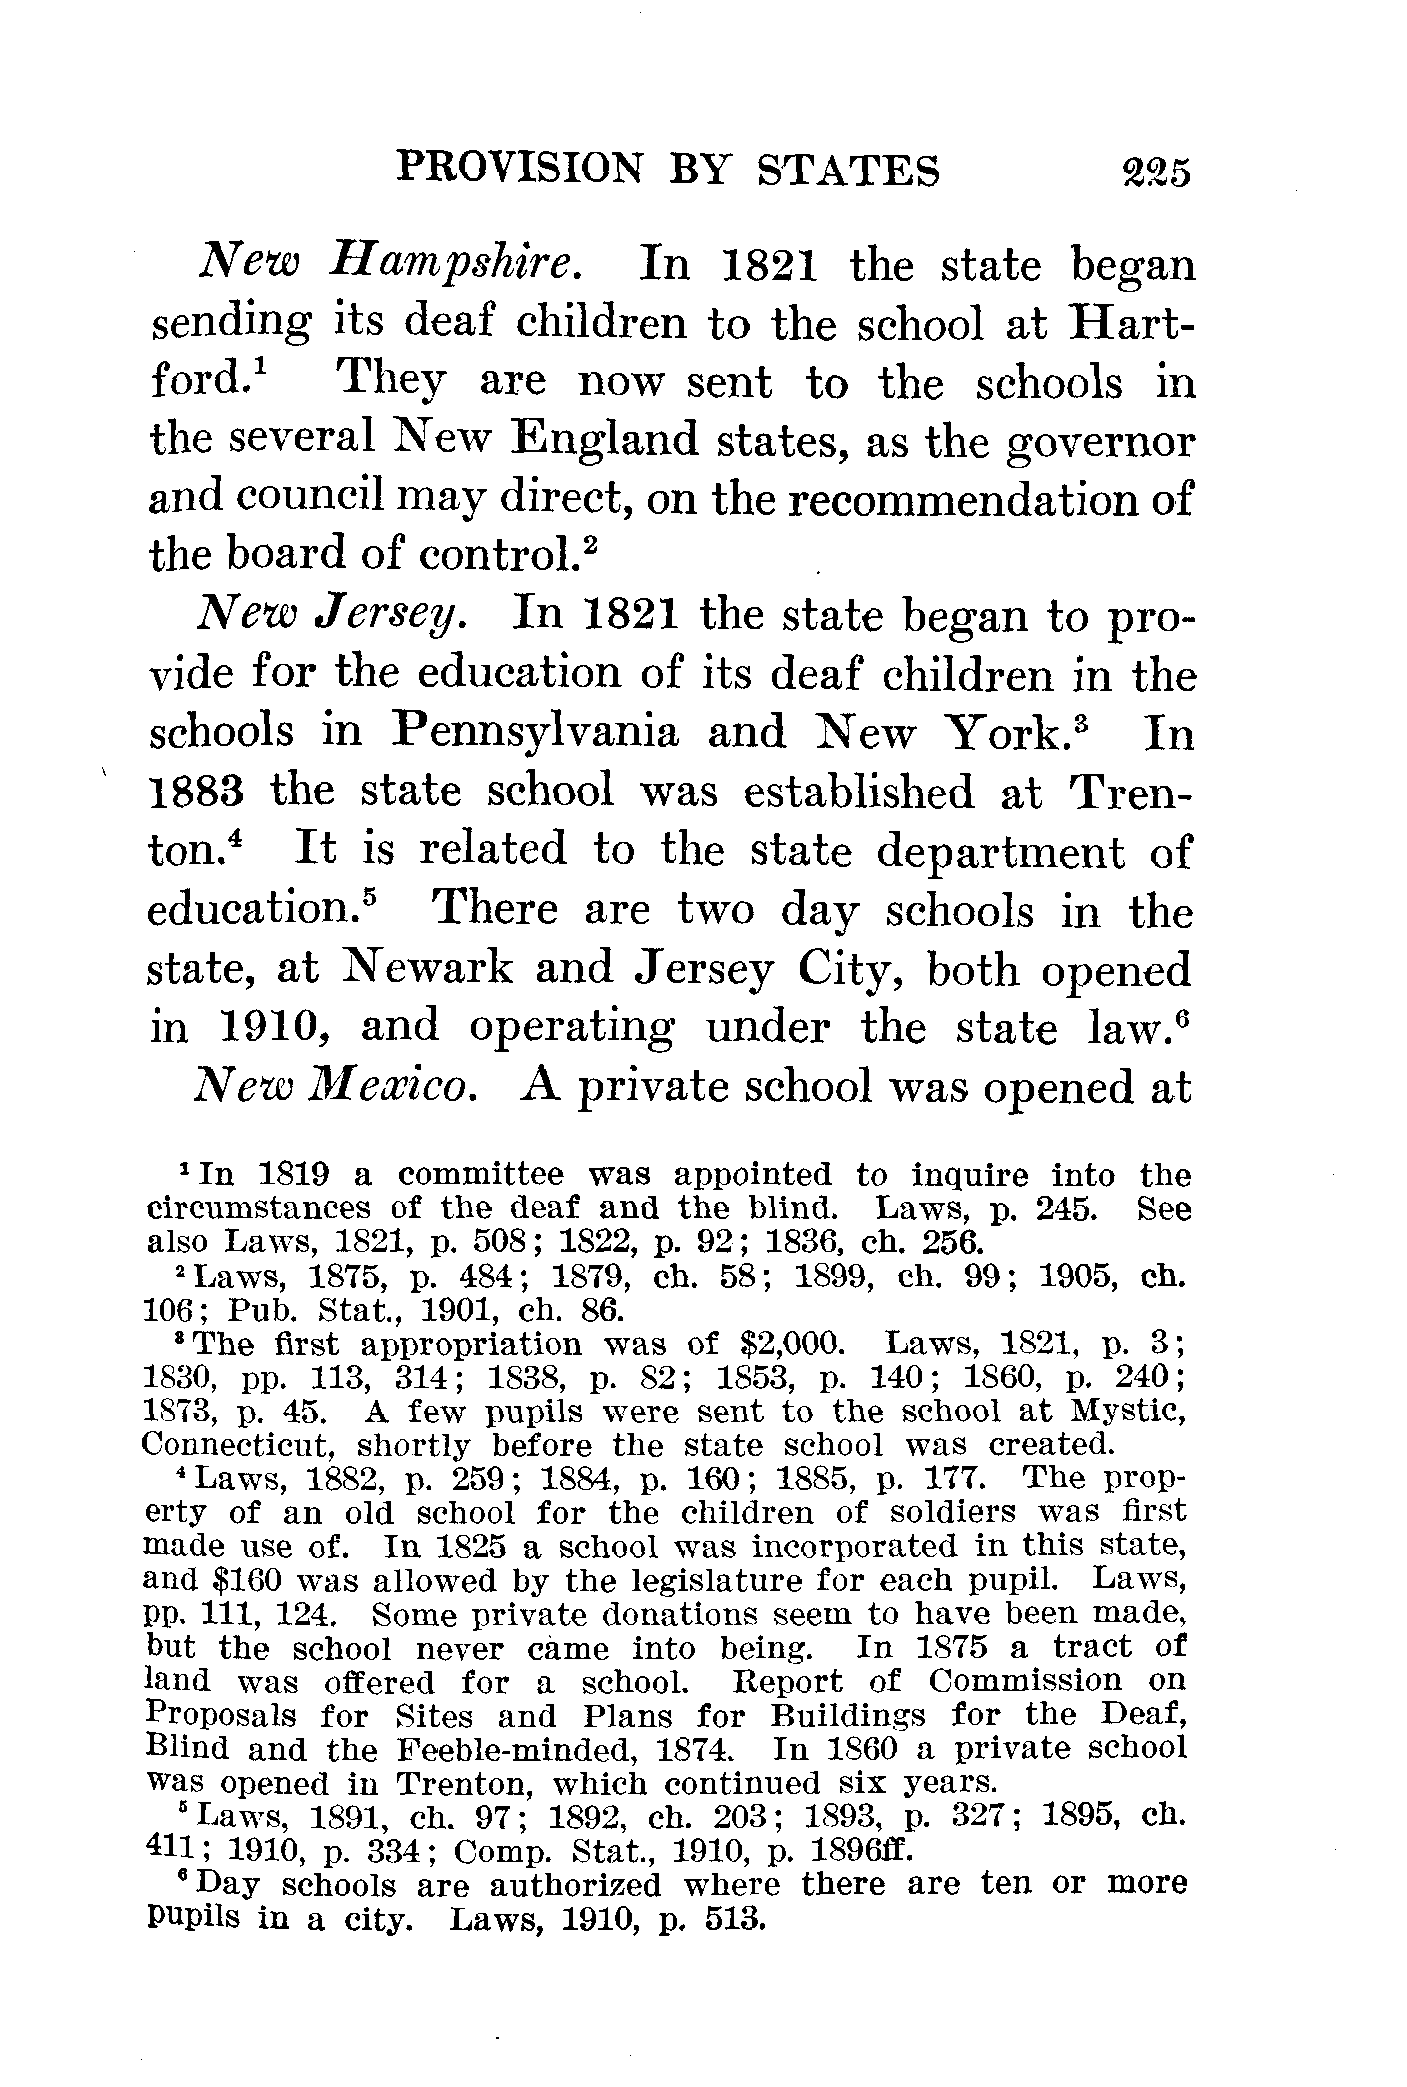 PROVISION BY STATES 225
New Hampshire. In 1821 the state began
sending its deaf children to the school at Hart-
ford.¹ They are now sent to the schools in
the several New England states, as the governor
and council may direct, on the recommendation of
the board of control.²
New Jersey. In 1821 the state began to pro-
vide for the education of its deaf children in the
schools in Pennsylvania and New York.³ In
1883 the state school was established at Tren-
ton.⁴ It is related to the state department of
education.⁵ There are two day schools in the
state, at Newark and Jersey City, both opened
in 1910, and operating under the state law.⁶
New Mexico. A private school was opened at
¹ In 1819 a committee was appointed to inquire into the
circumstances of the deaf and the blind. Laws, p. 245. See
also Laws, 1821, p. 508; 1822, p. 92; 1836, ch. 256.
² Laws, 1875, p. 484; 1879, ch. 58; 1899, ch. 99; 1905, ch.
106; Pub. Stat., 1901, ch. 86.
³ The first appropriation was of $2,000. Laws, 1821, p. 3;
1830, pp. 113, 314; 1838, p. 82; 1853, p. 140; 1860, p. 240;
1873, p. 45. A few pupils were sent to the school at Mystic,
Connecticut, shortly before the state school was created.
⁴ Laws, 1882, p. 259; 1884, p. 160; 1885, p. 177. The prop-
erty of an old school for the children of soldiers was first
made use of. In 1825 a school was incorporated in this state,
and $160 was allowed by the legislature for each pupil. Laws,
pp. 111, 124. Some private donations seem to have been made,
but the school never came into being. In 1875 a tract of
land was offered for a school. Report of Commission on
Proposals for Sites and Plans for Buildings for the Deaf,
Blind and the Feeble-minded, 1874. In 1860 a private school
was opened in Trenton, which continued six years.
⁵ Laws, 1891, ch. 97; 1892, ch. 203; 1893, p. 327; 1895, ch.
411; 1910, p. 334; Comp. Stat., 1910, p. 1896ff.
⁶ Day schools are authorized where there are ten or more
pupils in a city. Laws, 1910, p. 513.